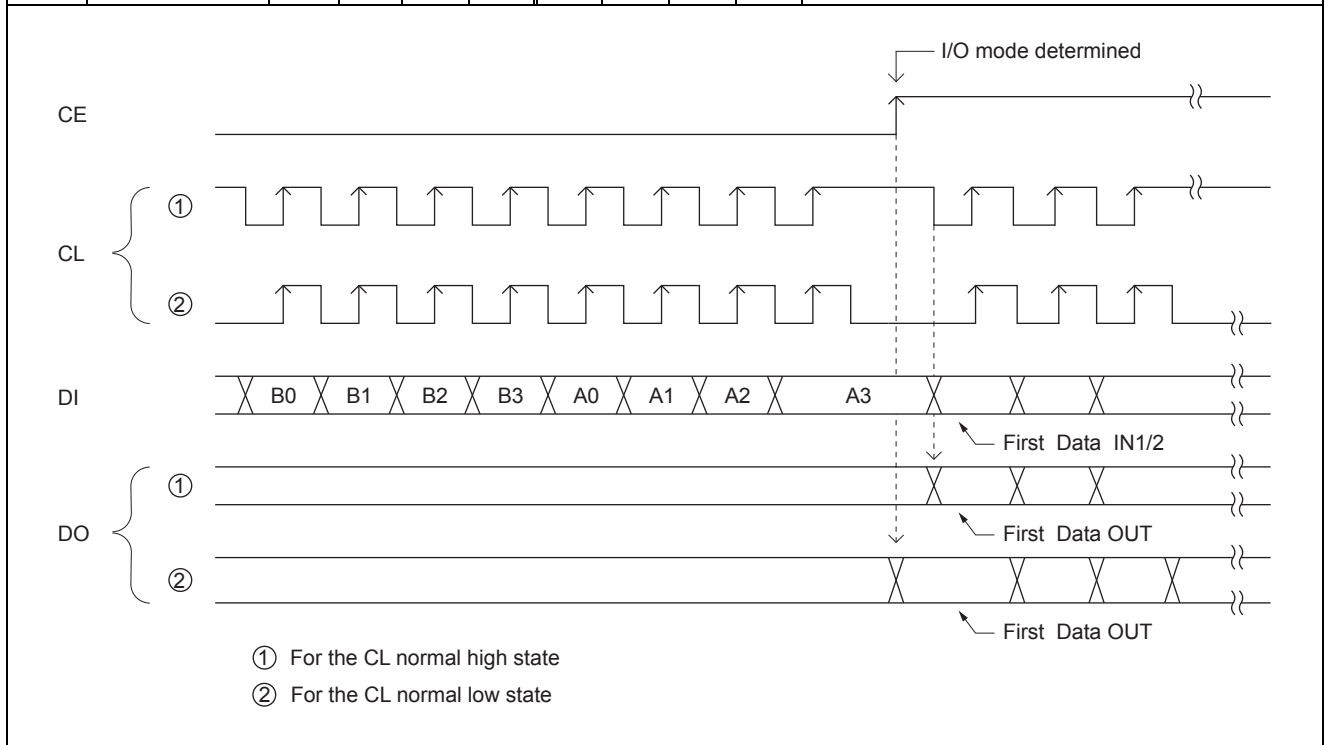 I/O mode determined
CE
CL
①
②
DI
B0 B1 B2 B3 A0 A1 A2 A3
First Data IN1/2
DO
①
First Data OUT
②
First Data OUT
① For the CL normal high state
② For the CL normal low state